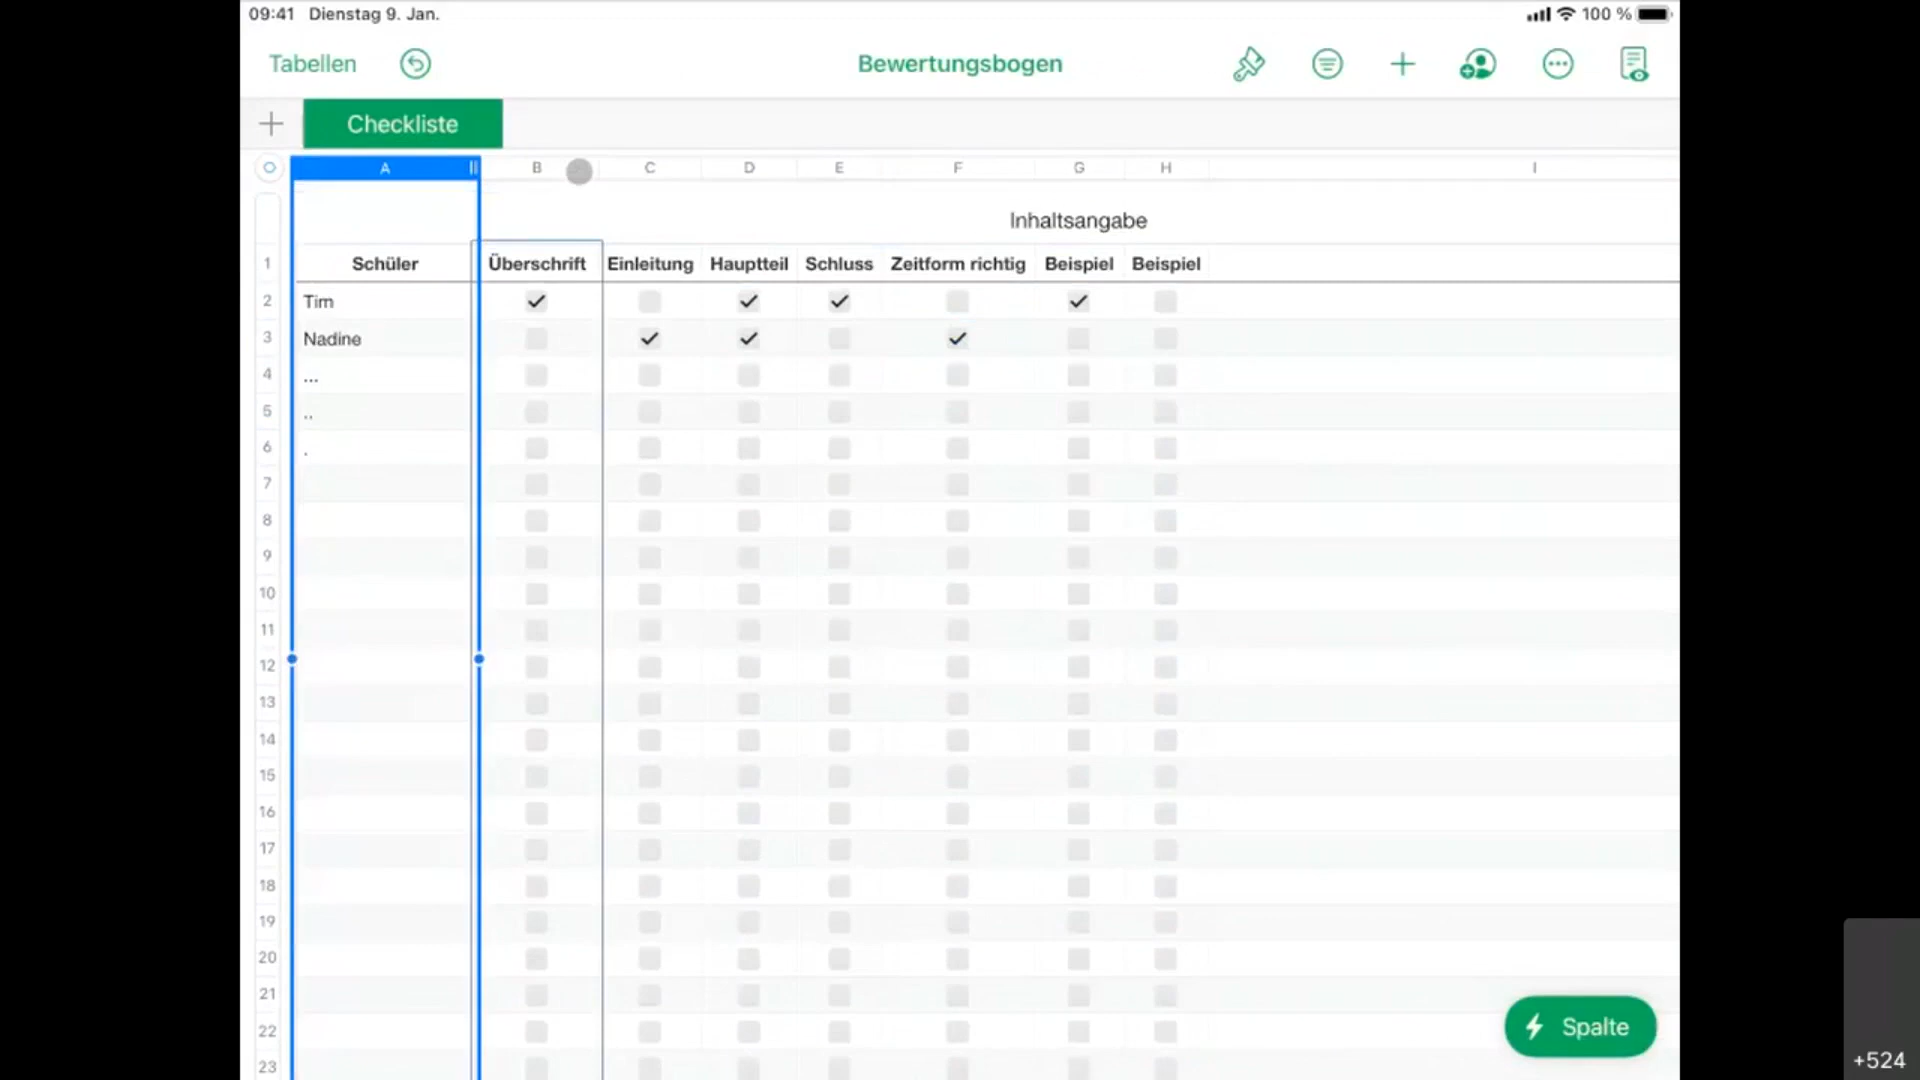 09:41 Dienstag 9. Jan. 100 %
Tabellen Bewertungsbogen
Checkliste
A B C D E F G H I
Inhaltsangabe
1 Schüler Überschrift Einleitung Hauptteil Schluss Zeitform richtig Beispiel Beispiel
2 Tim
3 Nadine
4 ...
5 ..
6 .
7
8
9
10
11
12
13
14
15
16
17
18
19
20
21
22
23
Spalte
+524